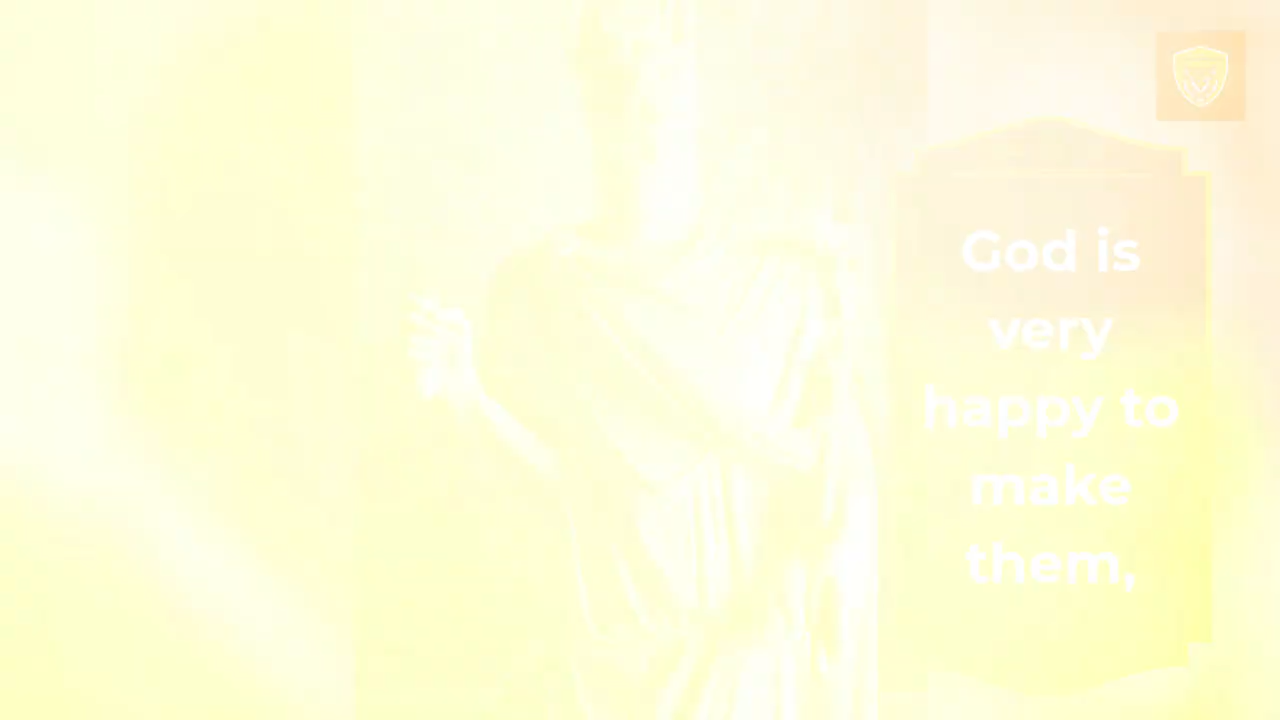 God is
very
happy to
make
them,